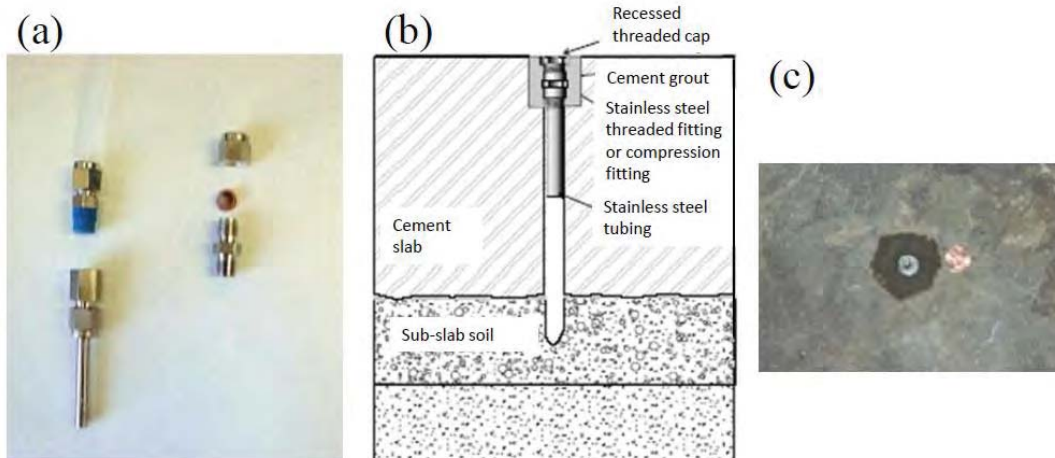 (a)
(b)
(c)
Recessed
threaded cap
Cement grout
Stainless steel
threaded fitting
or compression
fitting
Stainless steel
tubing
Cement
slab
Sub-slab soil